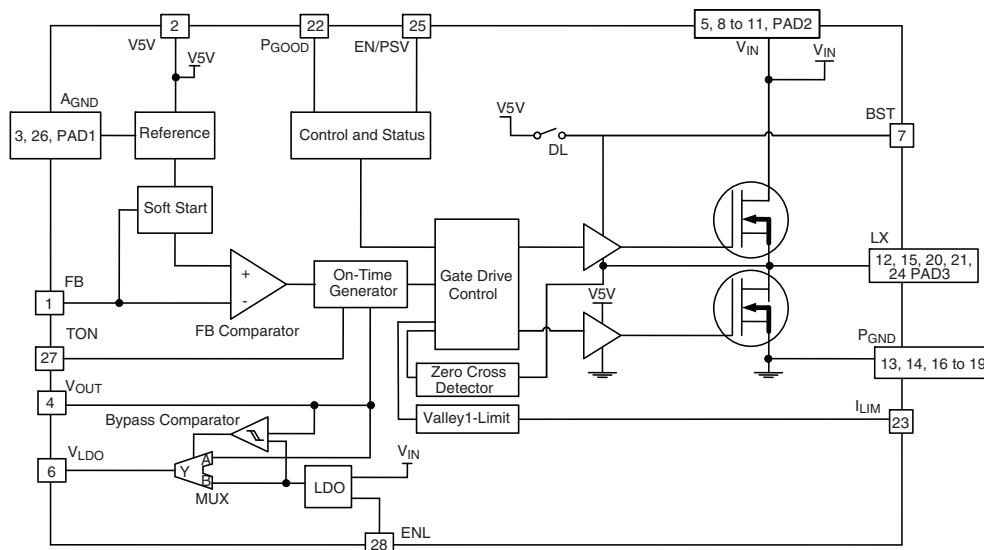 2
22
25
5, 8 to 11, PAD2
V5V
PGOOD
EN/PSV
VIN
V5V
VIN
AGND
3, 26, PAD1
Reference
Control and Status
V5V
DL
BST
7
Soft Start
LX
12, 15, 20, 21,
24 PAD3
FB
1
+
-
FB Comparator
On-Time
Generator
Gate Drive
Control
V5V
TON
27
PGND
13, 14, 16 to 19
Zero Cross
Detector
VOUT
4
Bypass Comparator
Valley1-Limit
ILIM
23
VLDO
6
Y
A
B
MUX
LDO
VIN
ENL
28